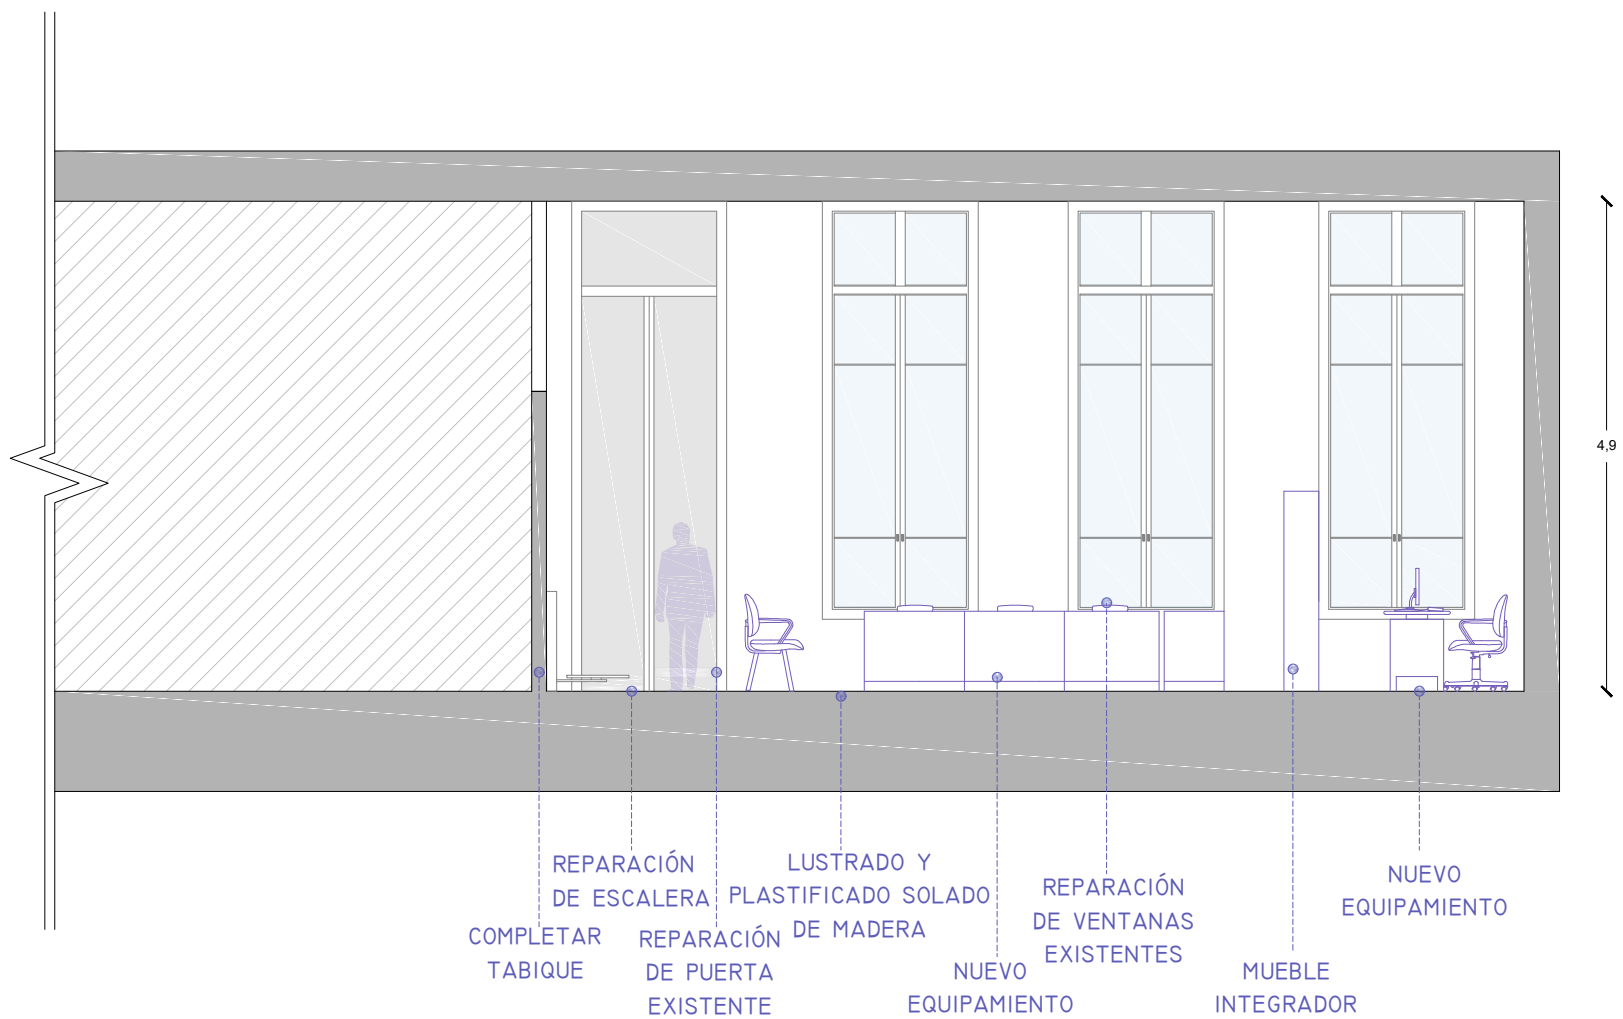 4,9
REPARACIÓN
DE ESCALERA
LUSTRADO Y
PLASTIFICADO SOLADO
DE MADERA
REPARACIÓN
DE VENTANAS
EXISTENTES
NUEVO
EQUIPAMIENTO
COMPLETAR
TABIQUE
REPARACIÓN
DE PUERTA
EXISTENTE
NUEVO
EQUIPAMIENTO
MUEBLE
INTEGRADOR